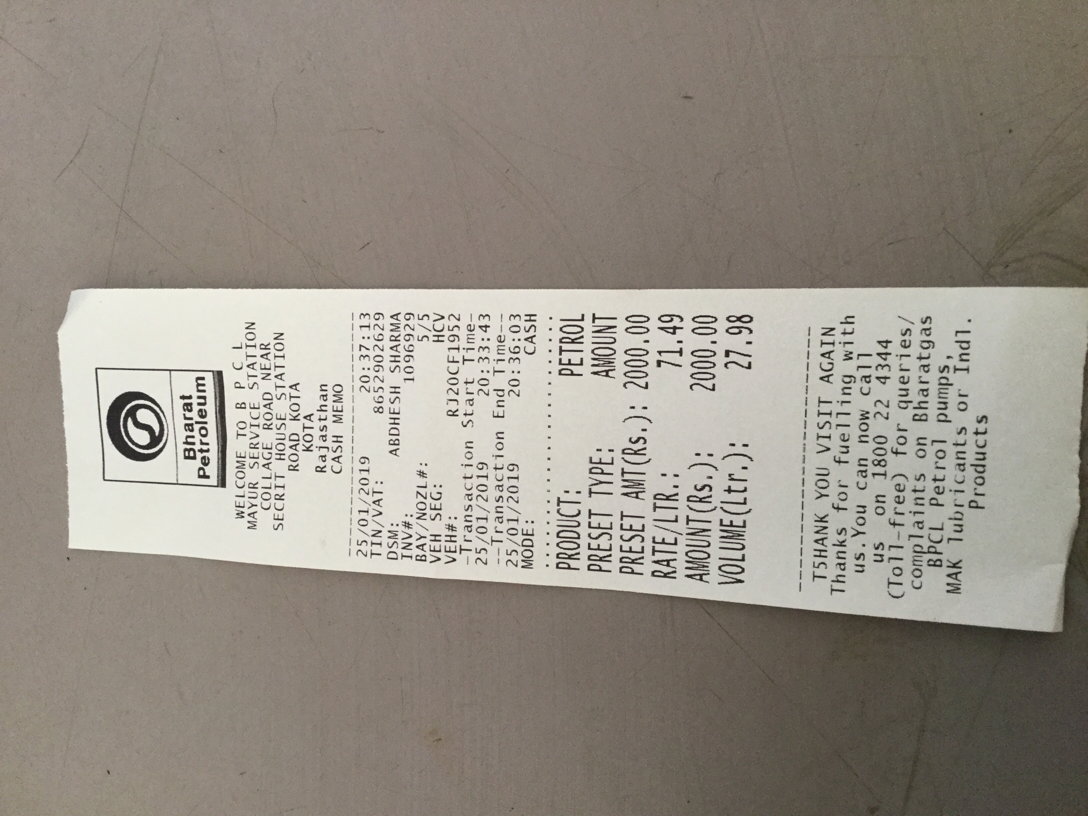 Bharat
Petroleum
WELCOME TO B P C L
MAYUR SERVICE STATION
COLLAGE ROAD NEAR
SECRIT HOUSE STATION
ROAD KOTA
KOTA
Rajasthan
CASH MEMO
25/01/2019 20:37:13
TIN/VAT: 8652902629
DSM: ABDHESH SHARMA
INV#: 1096929
BAY/NOZL#: 5/5
VEH SEG: HCV
VEH#: RJ20CF1952
--Transaction Start Time--
25/01/2019 20:33:43
--Transaction End Time--
25/01/2019 20:36:03
MODE: CASH
PRODUCT: PETROL
PRESET TYPE: AMOUNT
PRESET AMT(Rs.): 2000.00
RATE/LTR.: 71.49
AMOUNT(Rs.): 2000.00
VOLUME(Ltr.): 27.98
T5HANK YOU VISIT AGAIN
Thanks for fuelling with
us.You can now call
us on 1800 22 4344
(Toll-free) for queries/
complaints on Bharatgas
BPCL Petrol pumps,
MAK lubricants or Indl.
Products